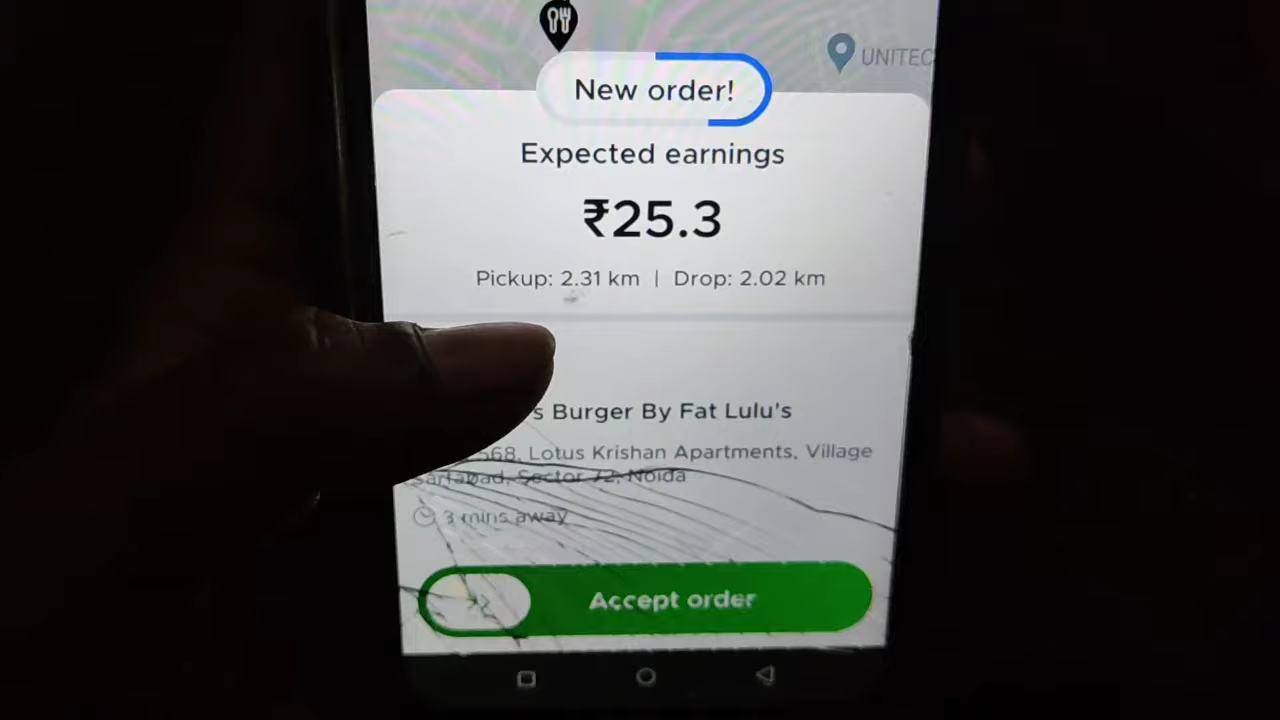 UNITEC
New order!
Expected earnings
₹25.3
Pickup: 2.31 km | Drop: 2.02 km
s Burger By Fat Lulu's
568, Lotus Krishan Apartments, Village
Sarfabad, Sector 72, Noida
3 mins away
Accept order